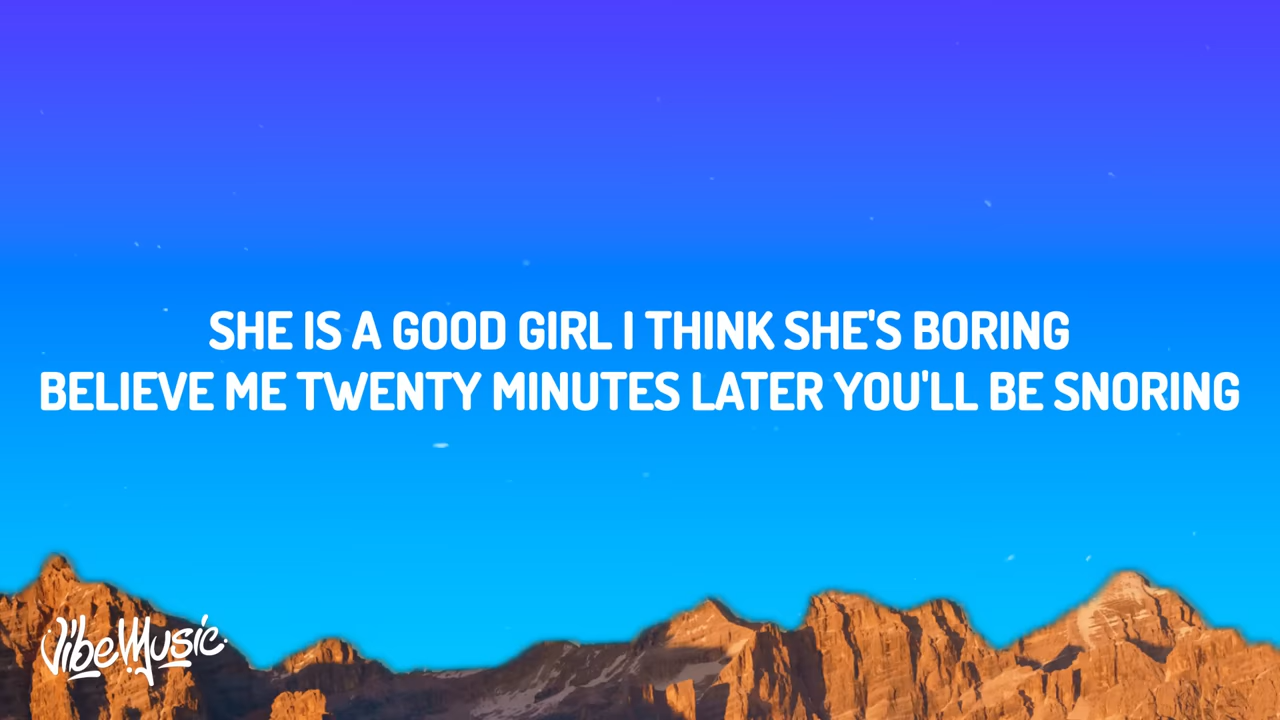 SHE IS A GOOD GIRL I THINK SHE'S BORING
BELIEVE ME TWENTY MINUTES LATER YOU'LL BE SNORING
VibeMusic